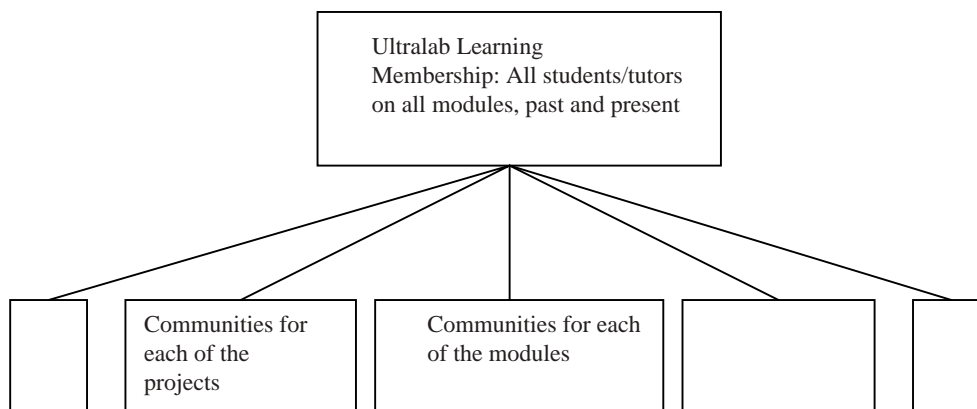 Ultralab Learning
Membership: All students/tutors
on all modules, past and present
Communities for
each of the
projects
Communities for each
of the modules